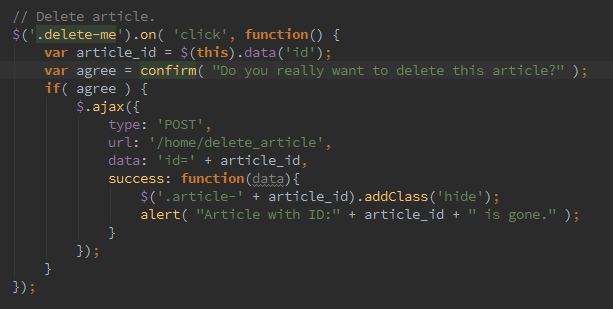 // Delete article.
$('.delete-me').on( 'click', function() {
    var article_id = $(this).data('id');
    var agree = confirm( "Do you really want to delete this article?" );
    if( agree ) {
        $.ajax({
            type: 'POST',
            url: '/home/delete_article',
            data: 'id=' + article_id,
            success: function(data){
                $('.article-' + article_id).addClass('hide');
                alert( "Article with ID:" + article_id + " is gone." );
            }
        });
    }
});